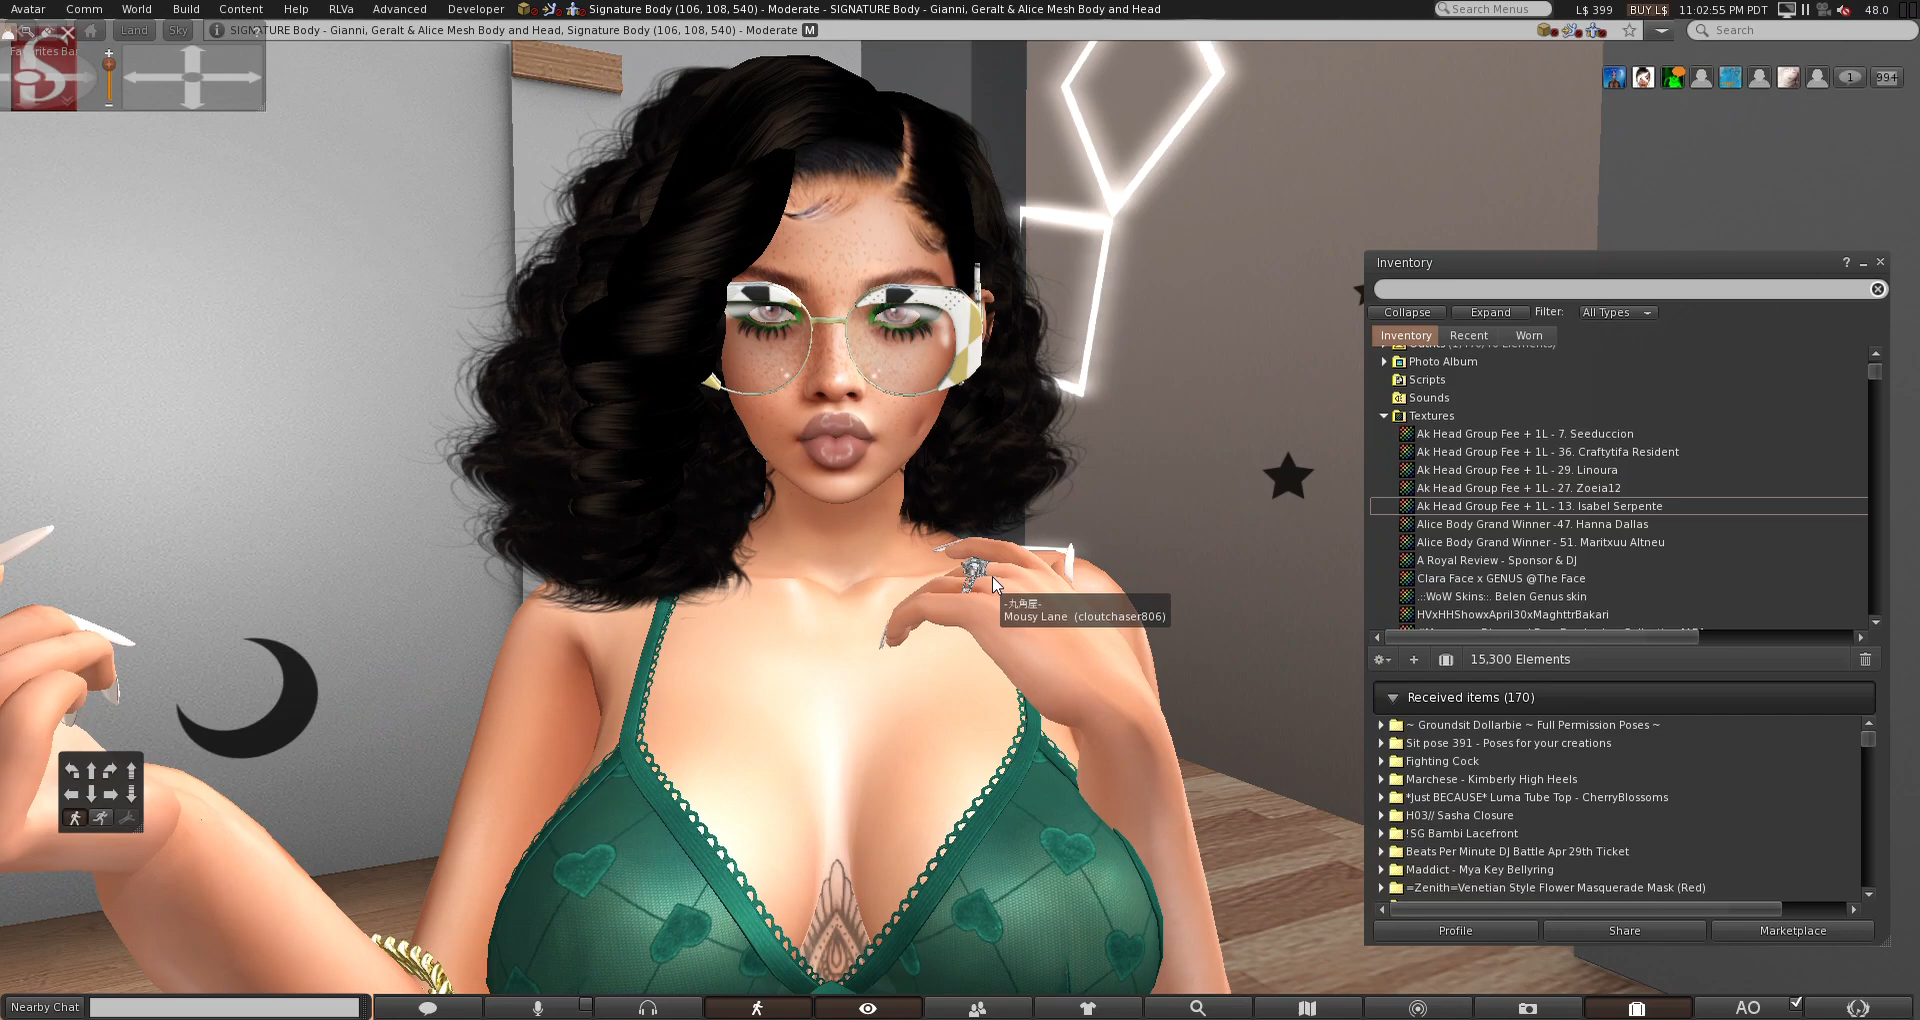 Avatar Comm World Build Content Help RLVa Advanced Developer Signature Body (106, 108, 540) - Moderate - SIGNATURE Body - Gianni, Geralt & Alice Mesh Body and Head Search Menus L$ 399 BUY L$ 11:02:55 PM PDT 48.0
Land Sky SIGNATURE Body - Gianni, Geralt & Alice Mesh Body and Head, Signature Body (106, 108, 540) - Moderate M Search
Favorites Bar
1 99+
Inventory
Collapse Expand Filter: All Types
Inventory Recent Worn
Photo Album
Scripts
Sounds
Textures
Ak Head Group Fee + 1L - 7. Seeduccion
Ak Head Group Fee + 1L - 36. Craftytifa Resident
Ak Head Group Fee + 1L - 29. Linoura
Ak Head Group Fee + 1L - 27. Zoeia12
Ak Head Group Fee + 1L - 13. Isabel Serpente
Alice Body Grand Winner -47. Hanna Dallas
Alice Body Grand Winner - 51. Maritxuu Altneu
A Royal Review - Sponsor & DJ
Clara Face x GENUS @The Face
.::WoW Skins::. Belen Genus skin
HVxHHShowxApril30xMaghttrBakari
15,300 Elements
Received items (170)
~ Groundsit Dollarbie ~ Full Permission Poses ~
Sit pose 391 - Poses for your creations
Fighting Cock
Marchese - Kimberly High Heels
*Just BECAUSE* Luma Tube Top - CherryBlossoms
H03// Sasha Closure
!SG Bambi Lacefront
Beats Per Minute DJ Battle Apr 29th Ticket
Maddict - Mya Key Bellyring
=Zenith=Venetian Style Flower Masquerade Mask (Red)
Profile Share Marketplace
-丸角屋-
Mousy Lane (cloutchaser806)
Nearby Chat AO